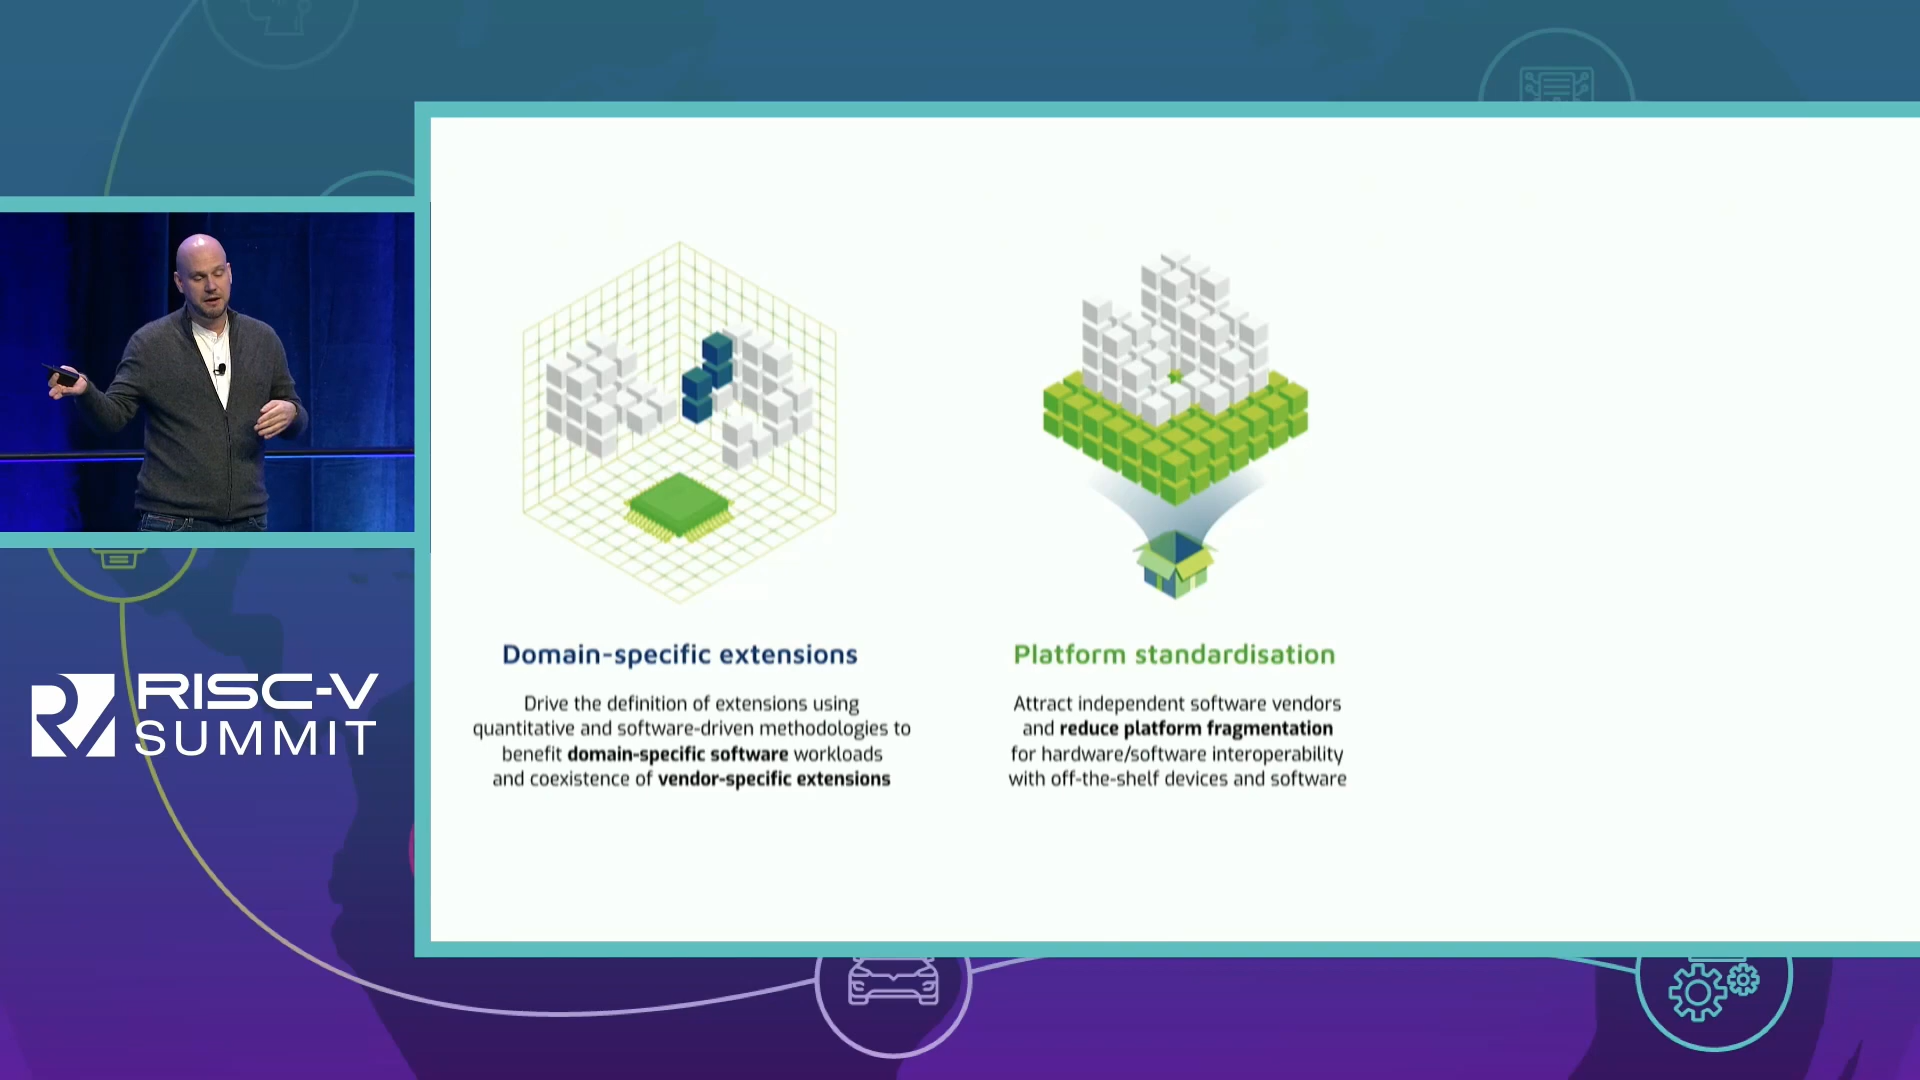 RISC-V
SUMMIT
Domain-specific extensions
Drive the definition of extensions using
quantitative and software-driven methodologies to
benefit domain-specific software workloads
and coexistence of vendor-specific extensions
Platform standardisation
Attract independent software vendors
and reduce platform fragmentation
for hardware/software interoperability
with off-the-shelf devices and software